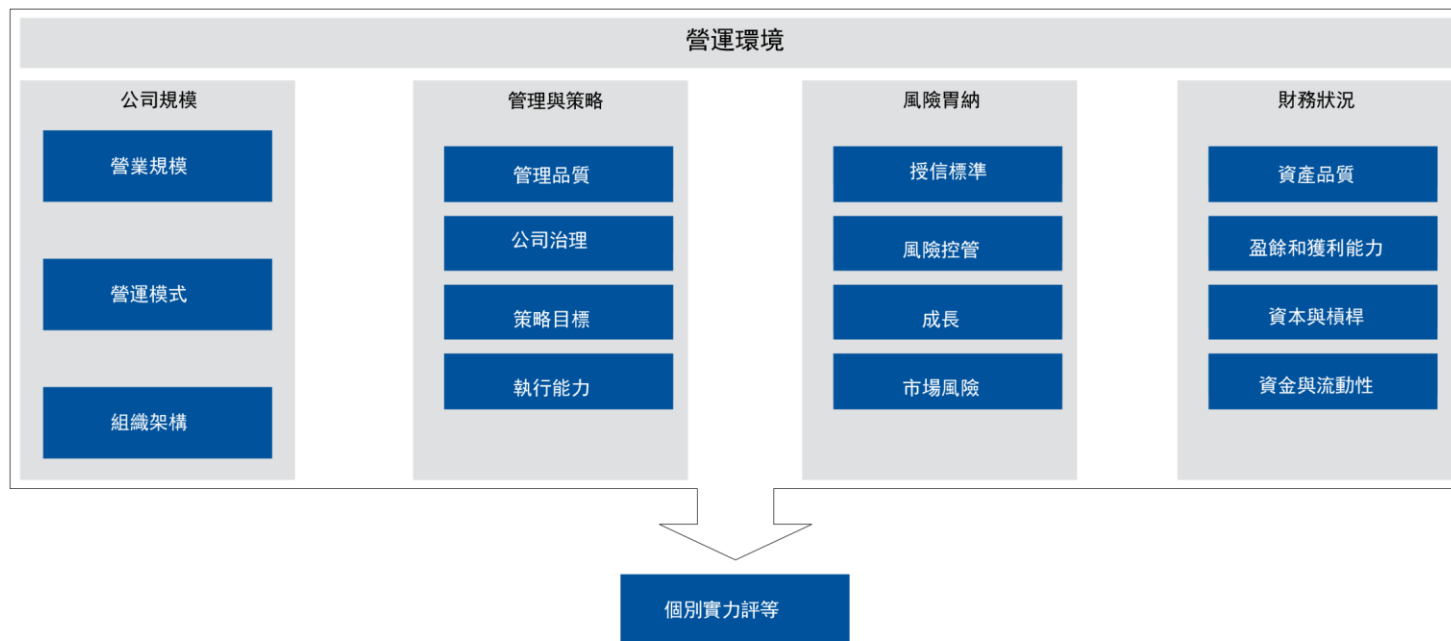 營運環境
公司規模
營業規模
營運模式
組織架構
管理與策略
管理品質
公司治理
策略目標
執行能力
風險胃納
授信標準
風險控管
成長
市場風險
財務狀況
資產品質
盈餘和獲利能力
資本與槓桿
資金與流動性
個別實力評等